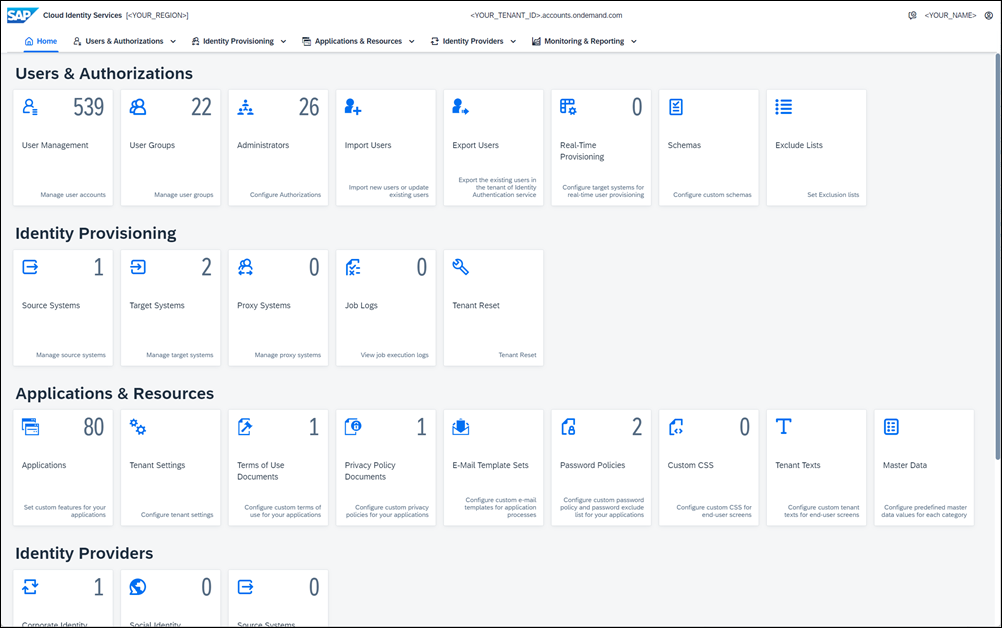 SAP Cloud Identity Services [<YOUR_REGION>] <YOUR_TENANT_ID>.accounts.ondemand.com <YOUR_NAME>
Home Users & Authorizations Identity Provisioning Applications & Resources Identity Providers Monitoring & Reporting
Users & Authorizations
539
User Management
Manage user accounts
22
User Groups
Manage user groups
26
Administrators
Configure Authorizations
Import Users
Import new users or update
existing users
Export Users
Export the existing users in
the tenant of Identity
Authentication service
0
Real-Time
Provisioning
Configure target systems for
real-time user provisioning
Schemas
Configure custom schemas
Exclude Lists
Set Exclusion lists
Identity Provisioning
1
Source Systems
Manage source systems
2
Target Systems
Manage target systems
0
Proxy Systems
Manage proxy systems
0
Job Logs
View job execution logs
Tenant Reset
Tenant Reset
Applications & Resources
80
Applications
Set custom features for your
applications
Tenant Settings
Configure tenant settings
1
Terms of Use
Documents
Configure custom terms of
use for your applications
1
Privacy Policy
Documents
Configure custom privacy
policies for your applications
E-Mail Template Sets
Configure custom e-mail
templates for application
processes
2
Password Policies
Configure custom password
policy and password exclude
list for your applications
0
Custom CSS
Configure custom CSS for
end-user screens
Tenant Texts
Configure custom tenant
texts for end-user screens
Master Data
Configure predefined master
data values for each category
Identity Providers
1
Corporate Identity
0
Social Identity
0
Source Systems